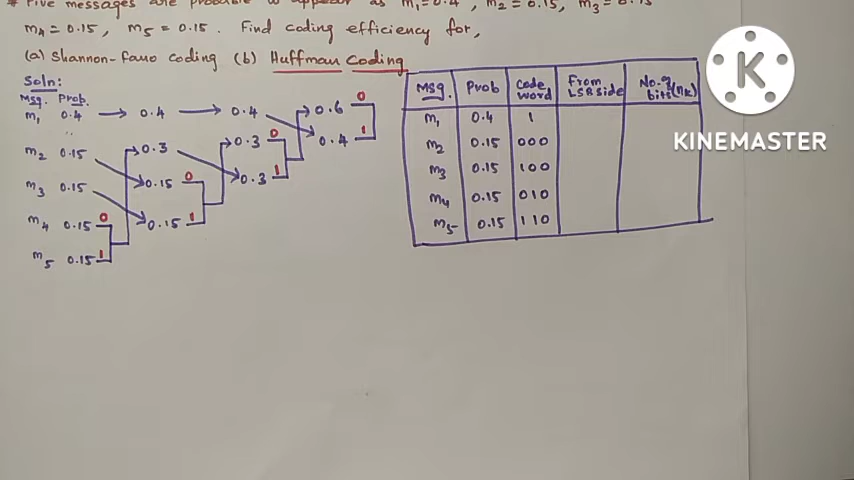 * Five messages are probable to appear as m₁=0.4, m₂=0.15, m₃=0.15
m₄=0.15, m₅=0.15. Find coding efficiency for,
(a) Shannon-Fano coding (b) Huffman Coding
Soln:
Msg. Prob.
m₁ 0.4 → 0.4 → 0.4 0.6 0
0.4 1
m₂ 0.15 0.3 0.3 0
m₃ 0.15 0.15 0 0.3 1
m₄ 0.15 0 0.15 1
m₅ 0.15 1
Msg. Prob Code word From LSB side No. of bits (nk)
m₁ 0.4 1
m₂ 0.15 000
m₃ 0.15 100
m₄ 0.15 010
m₅ 0.15 110
K
KINEMASTER